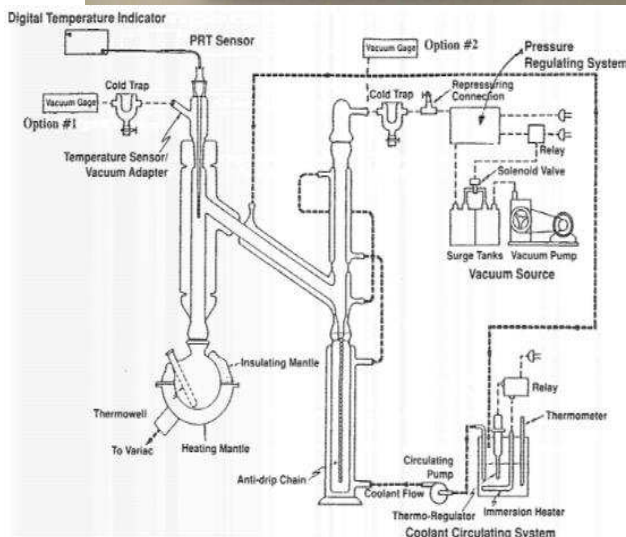 Digital Temperature Indicator
PRT Sensor
Vacuum Gage
Option #2
Pressure
Regulating System
Cold Trap
Repressuring
Connection
Cold Trap
Vacuum Gage
Option #1
Temperature Sensor/
Vacuum Adapter
Relay
Solenoid Valve
Surge Tanks
Vacuum Pump
Vacuum Source
Insulating Mantle
Relay
Thermometer
Thermowell
To Variac
Heating Mantle
Anti-drip Chain
Circulating
Pump
Coolant Flow
Thermo-Regulator
Immersion Heater
Coolant Circulating System